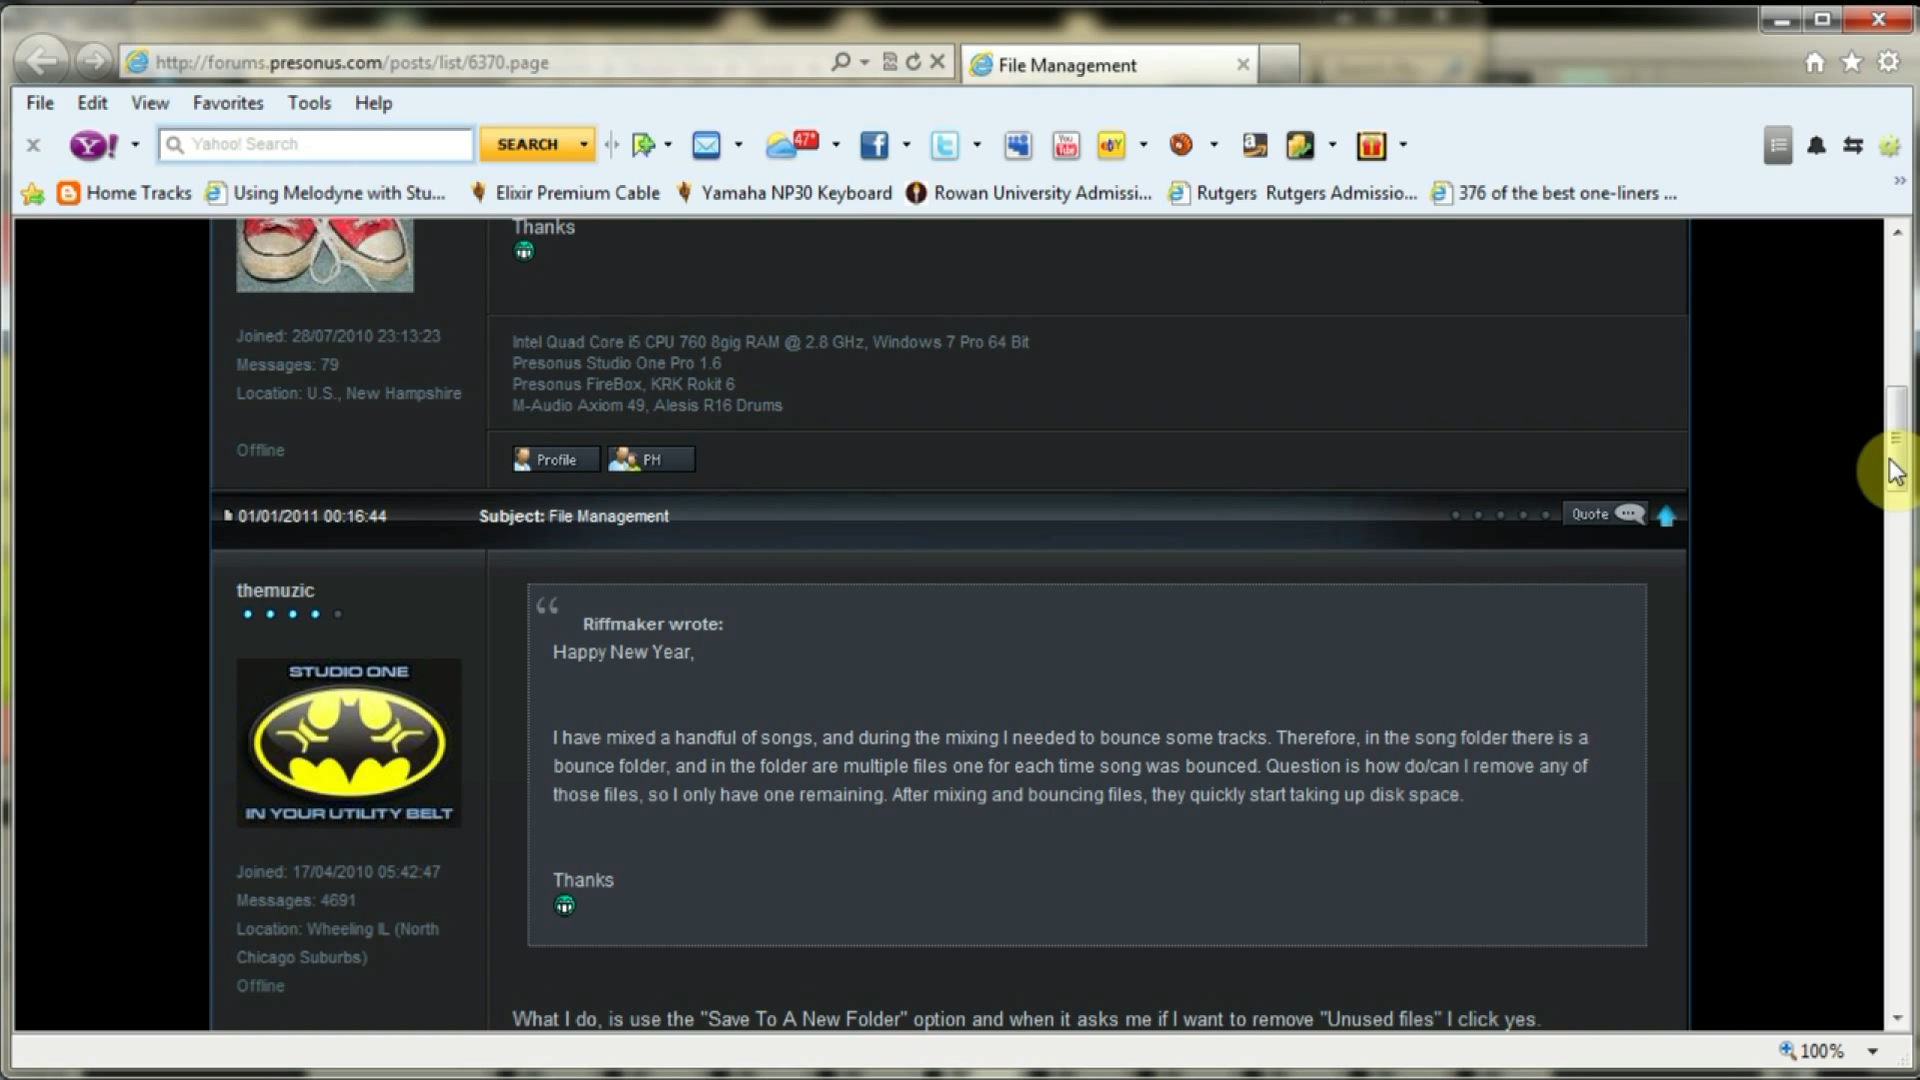 http://forums.presonus.com/posts/list/6370.page
File Management
File Edit View Favorites Tools Help
Y! Yahoo! Search SEARCH 47° You Tube ebY a
Home Tracks Using Melodyne with Stu... Elixir Premium Cable Yamaha NP30 Keyboard Rowan University Admissi... Rutgers Rutgers Admissio... 376 of the best one-liners ...
Thanks
Joined: 28/07/2010 23:13:23
Messages: 79
Location: U.S., New Hampshire
Offline
Intel Quad Core i5 CPU 760 8gig RAM @ 2.8 GHz, Windows 7 Pro 64 Bit
Presonus Studio One Pro 1.6
Presonus FireBox, KRK Rokit 6
M-Audio Axiom 49, Alesis R16 Drums
Profile PM
01/01/2011 00:16:44 Subject: File Management Quote
themuzic
STUDIO ONE
IN YOUR UTILITY BELT
Joined: 17/04/2010 05:42:47
Messages: 4691
Location: Wheeling IL (North
Chicago Suburbs)
Offline
Riffmaker wrote:
Happy New Year,
I have mixed a handful of songs, and during the mixing I needed to bounce some tracks. Therefore, in the song folder there is a
bounce folder, and in the folder are multiple files one for each time song was bounced. Question is how do/can I remove any of
those files, so I only have one remaining. After mixing and bouncing files, they quickly start taking up disk space.
Thanks
What I do, is use the "Save To A New Folder" option and when it asks me if I want to remove "Unused files" I click yes.
100%